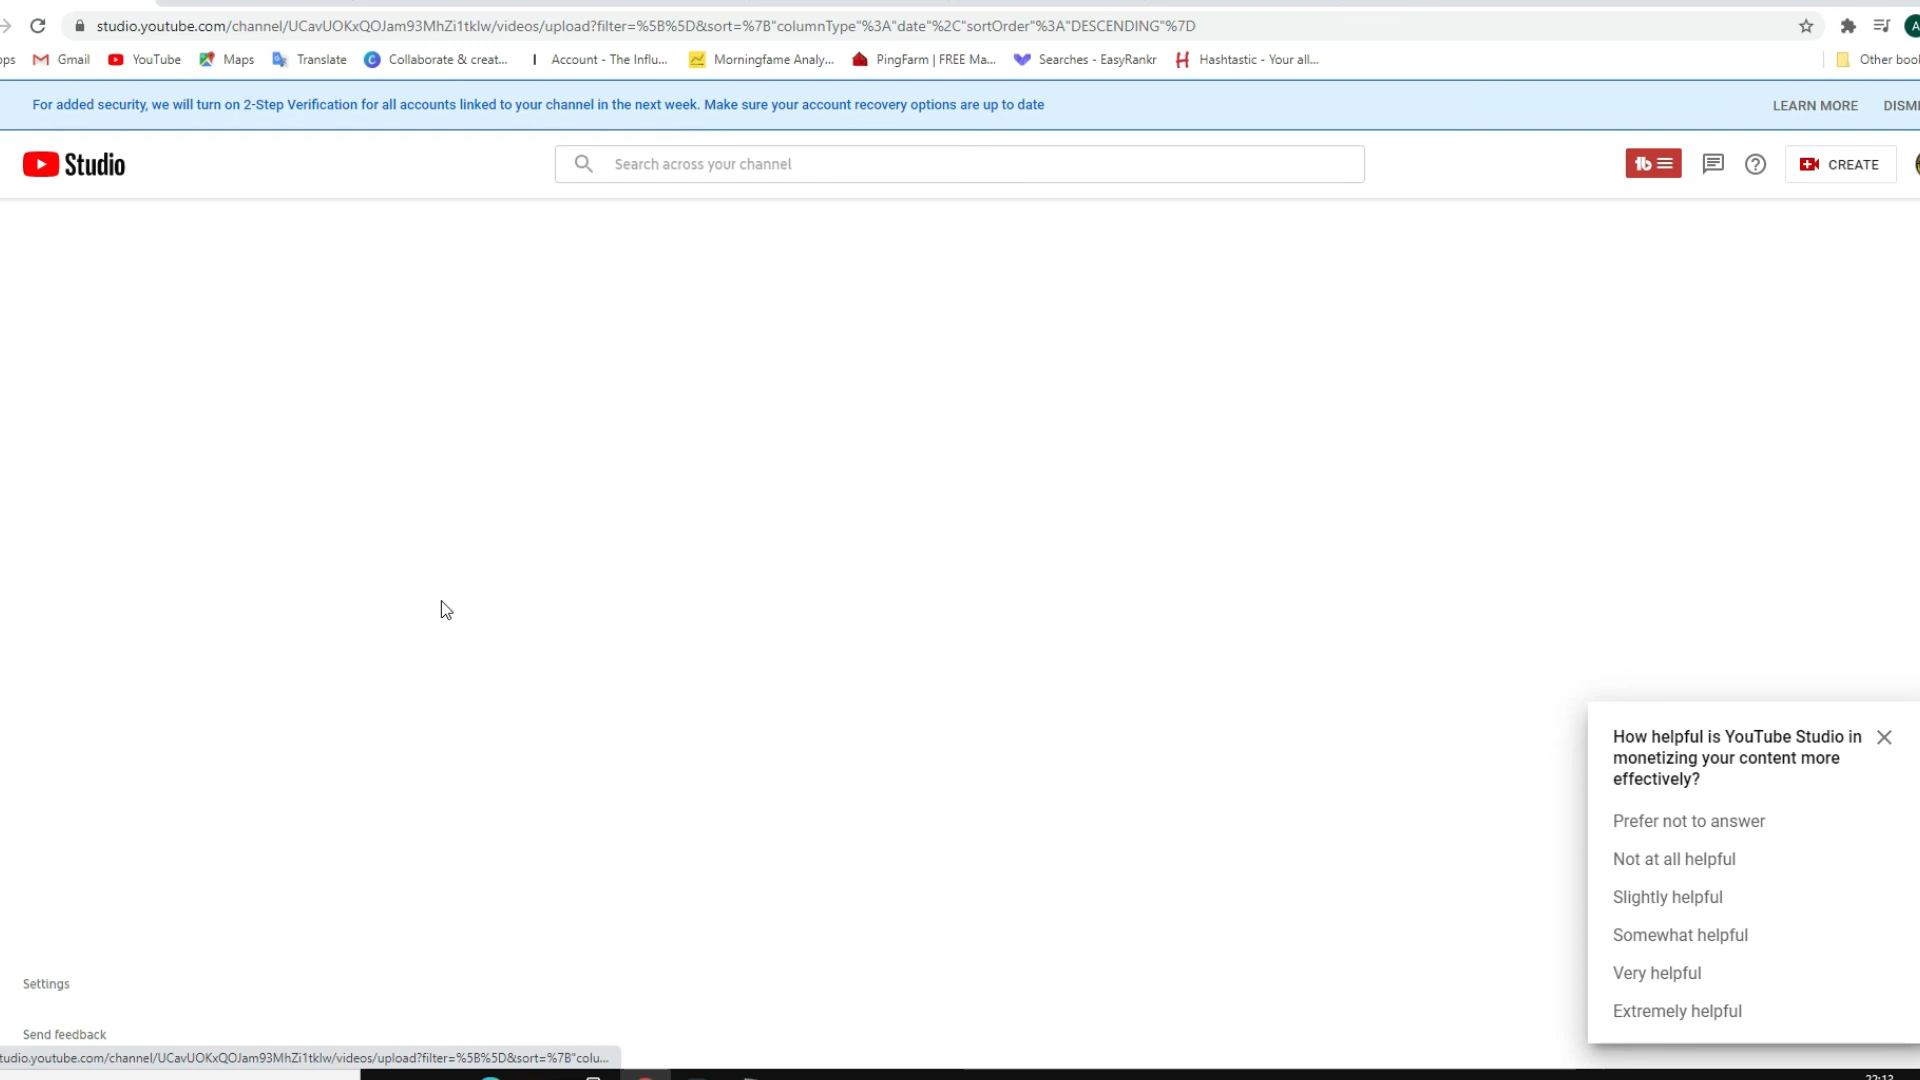 studio.youtube.com/channel/UCavUOKxQOJam93MhZi1tklw/videos/upload?filter=%5B%5D&sort=%7B"columnType"%3A"date"%2C"sortOrder"%3A"DESCENDING"%7D
A
Gmail YouTube Maps Translate C Collaborate & creat... I Account - The Influ... Morningfame Analy... PingFarm | FREE Ma... Searches - EasyRankr H Hashtastic - Your all... Other
For added security, we will turn on 2-Step Verification for all accounts linked to your channel in the next week. Make sure your account recovery options are up to date LEARN MORE
Studio Search across your channel tb CREATE
How helpful is YouTube Studio in
monetizing your content more
effectively?
Prefer not to answer
Not at all helpful
Slightly helpful
Somewhat helpful
Very helpful
Extremely helpful
Settings
Send feedback
tudio.youtube.com/channel/UCavUOKxQOJam93MhZi1tklw/videos/upload?filter=%5B%5D&sort=%7B"colu...